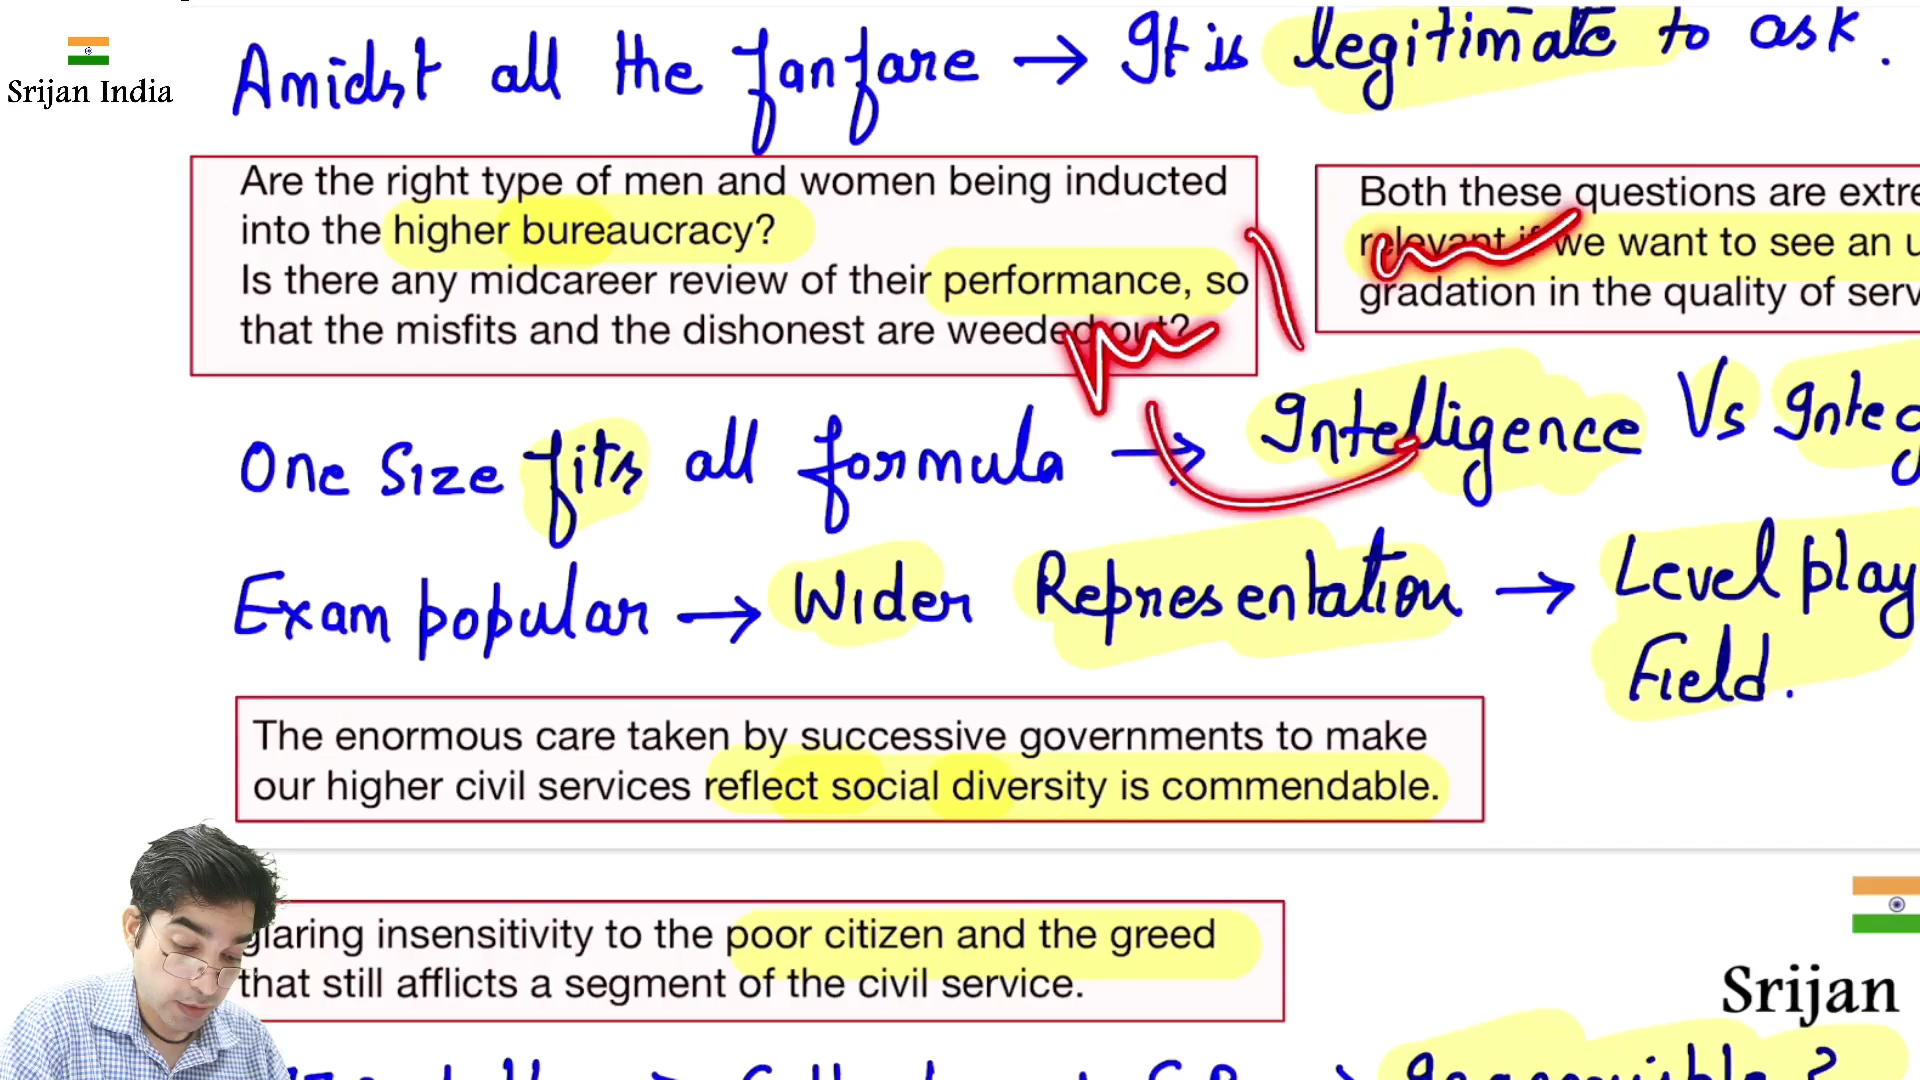 Amidst all the fanfare → It is legitimate to ask.
Srijan India
Are the right type of men and women being inducted
into the higher bureaucracy?
Is there any midcareer review of their performance, so
that the misfits and the dishonest are weeded out?
Both these questions are extre
relevant if we want to see an u
gradation in the quality of serv
One Size fits all formula → Intelligence Vs Integ
Exam popular → Wider Representation → Level play
Field.
The enormous care taken by successive governments to make
our higher civil services reflect social diversity is commendable.
glaring insensitivity to the poor citizen and the greed
that still afflicts a segment of the civil service.
Srijan